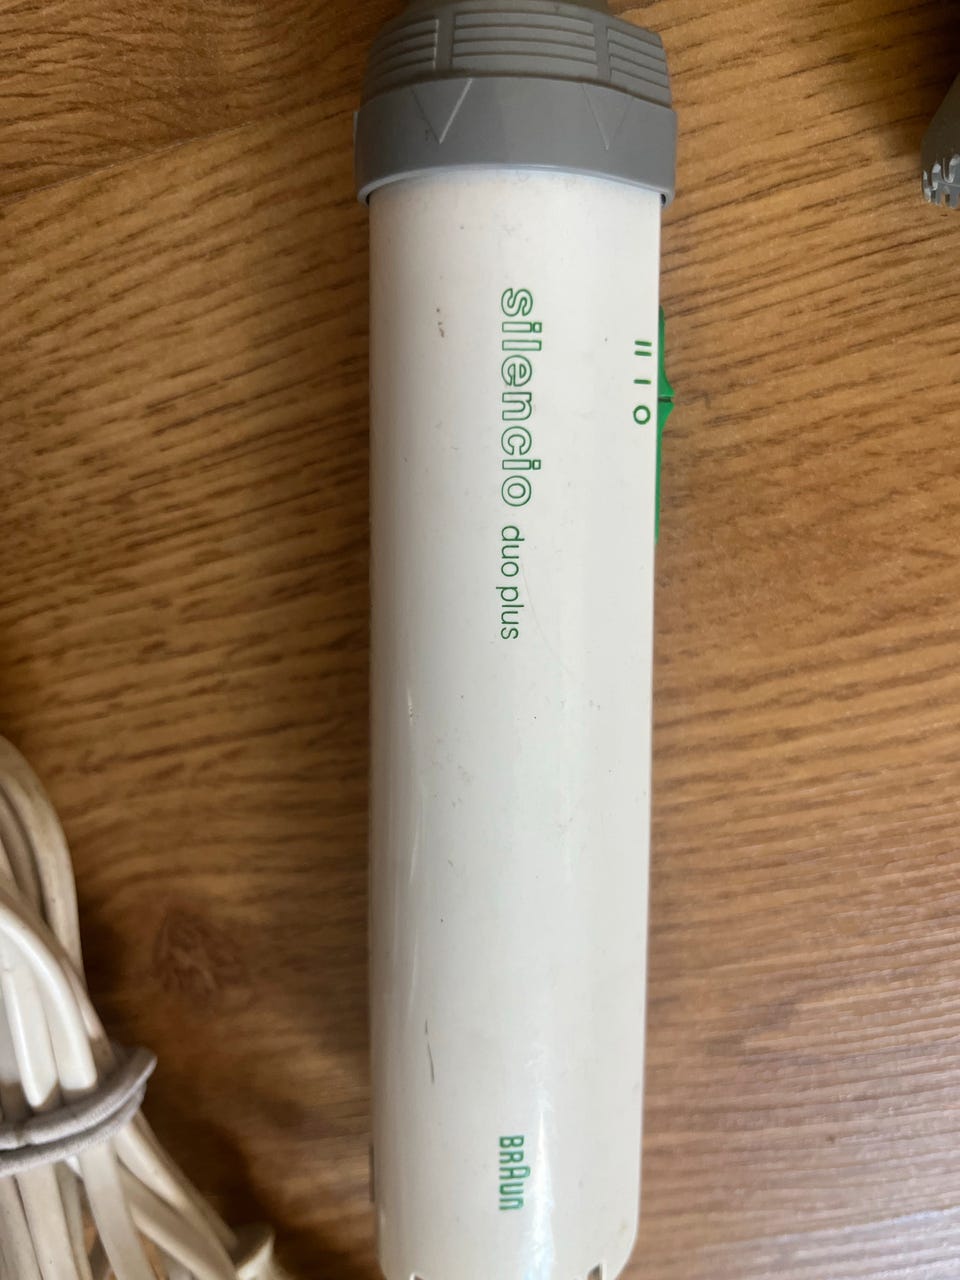 silencio duo plus
II I O
BRAUN